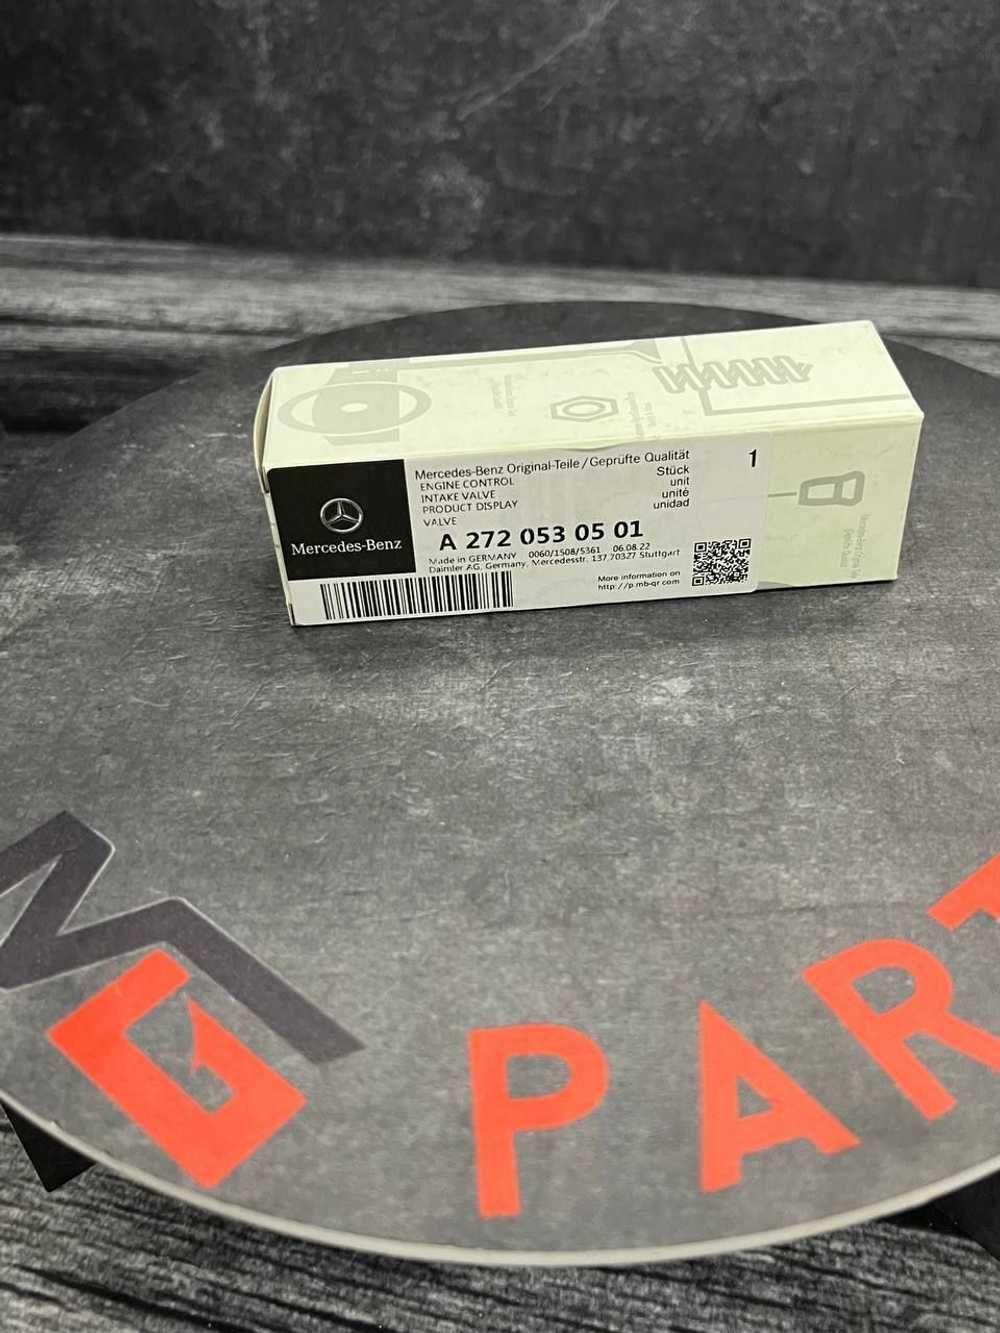 Mercedes-Benz
Mercedes-Benz Original-Teile / Geprüfte Qualität
1
ENGINE CONTROL
Stück
INTAKE VALVE
unit
PRODUCT DISPLAY
unité
VALVE
unidad
A 272 053 05 01
Made in GERMANY 0060/1508/5361 06.08.22
Daimler AG, Germany, Mercedesstr. 137,70327 Stuttgart
More information on
http://p.mb-qr.com
MG PART